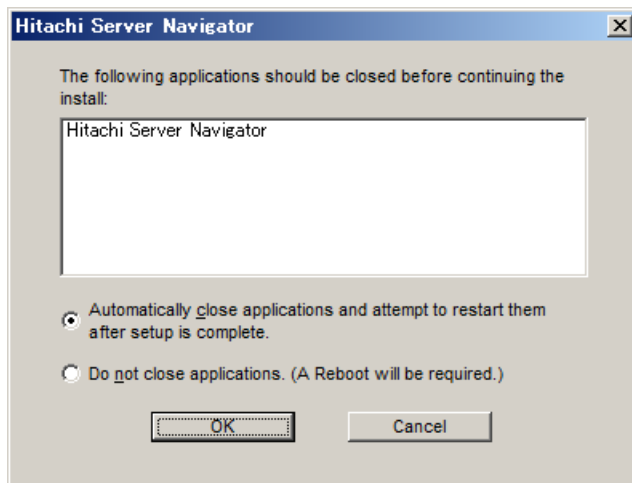 Hitachi Server Navigator
The following applications should be closed before continuing the
install:
Hitachi Server Navigator
Automatically close applications and attempt to restart them
after setup is complete.
Do not close applications. (A Reboot will be required.)
OK
Cancel